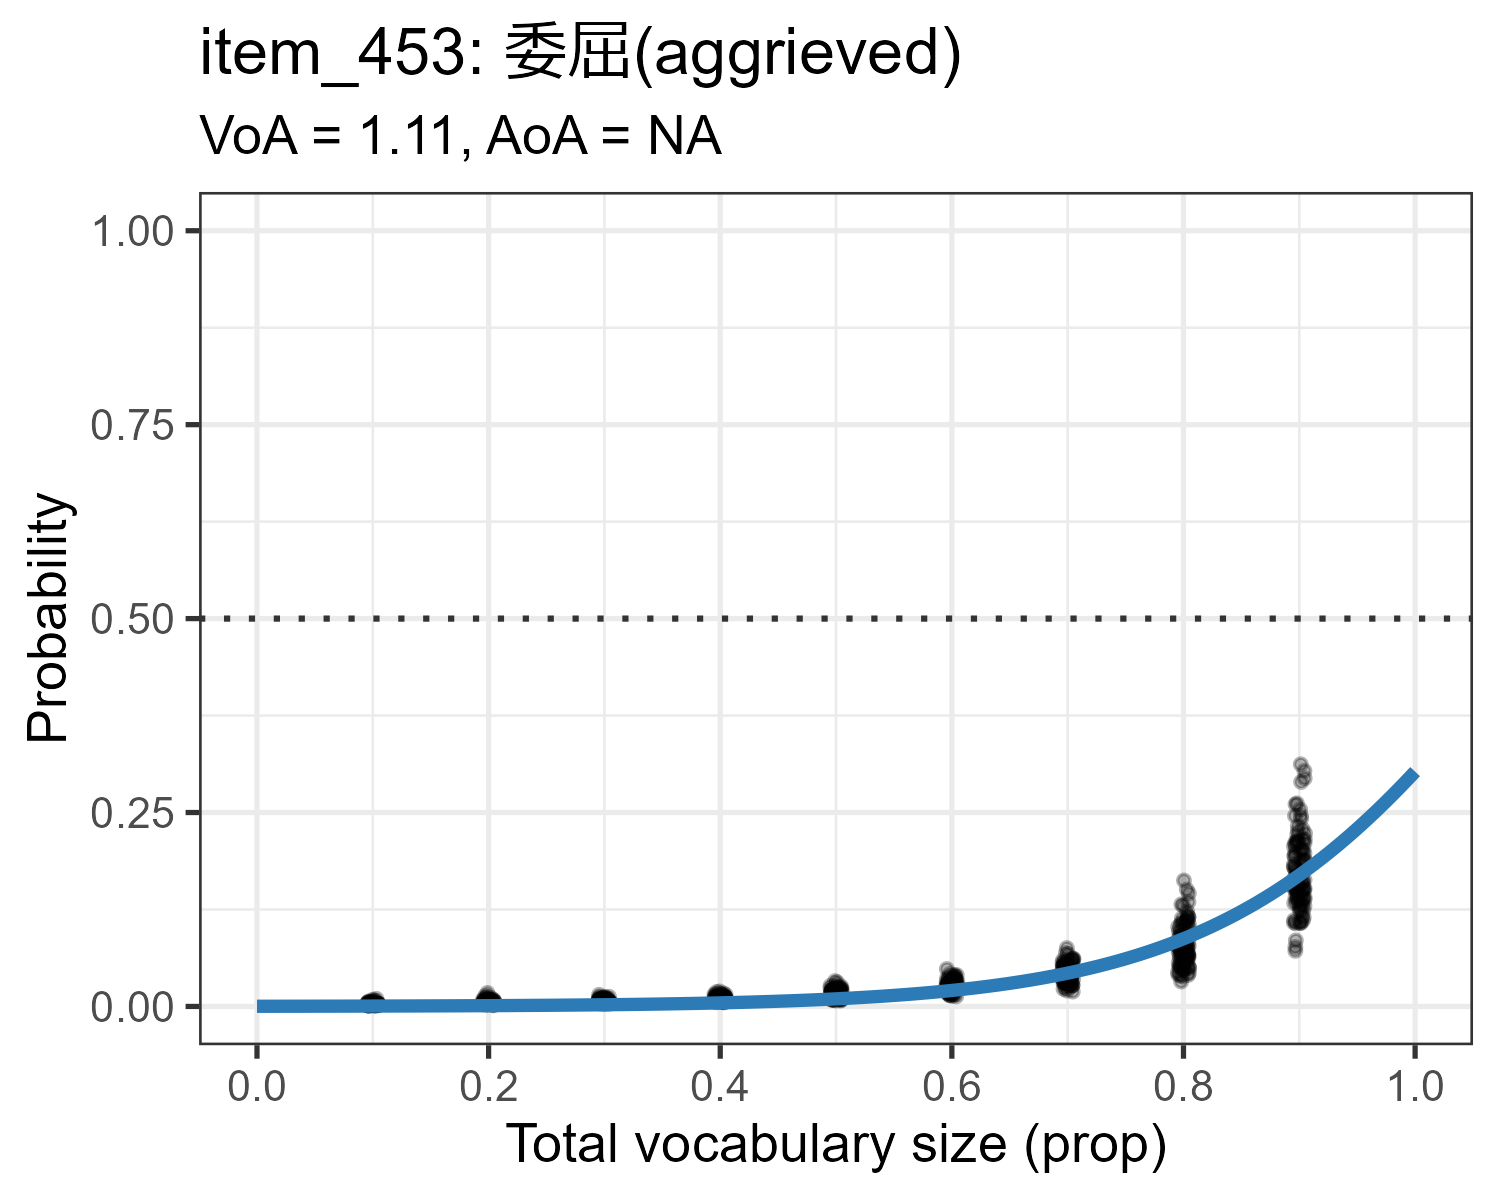 item_453: 委屈(aggrieved)
VoA = 1.11, AoA = NA
Probability
1.00
0.75
0.50
0.25
0.00
0.0 0.2 0.4 0.6 0.8 1.0
Total vocabulary size (prop)